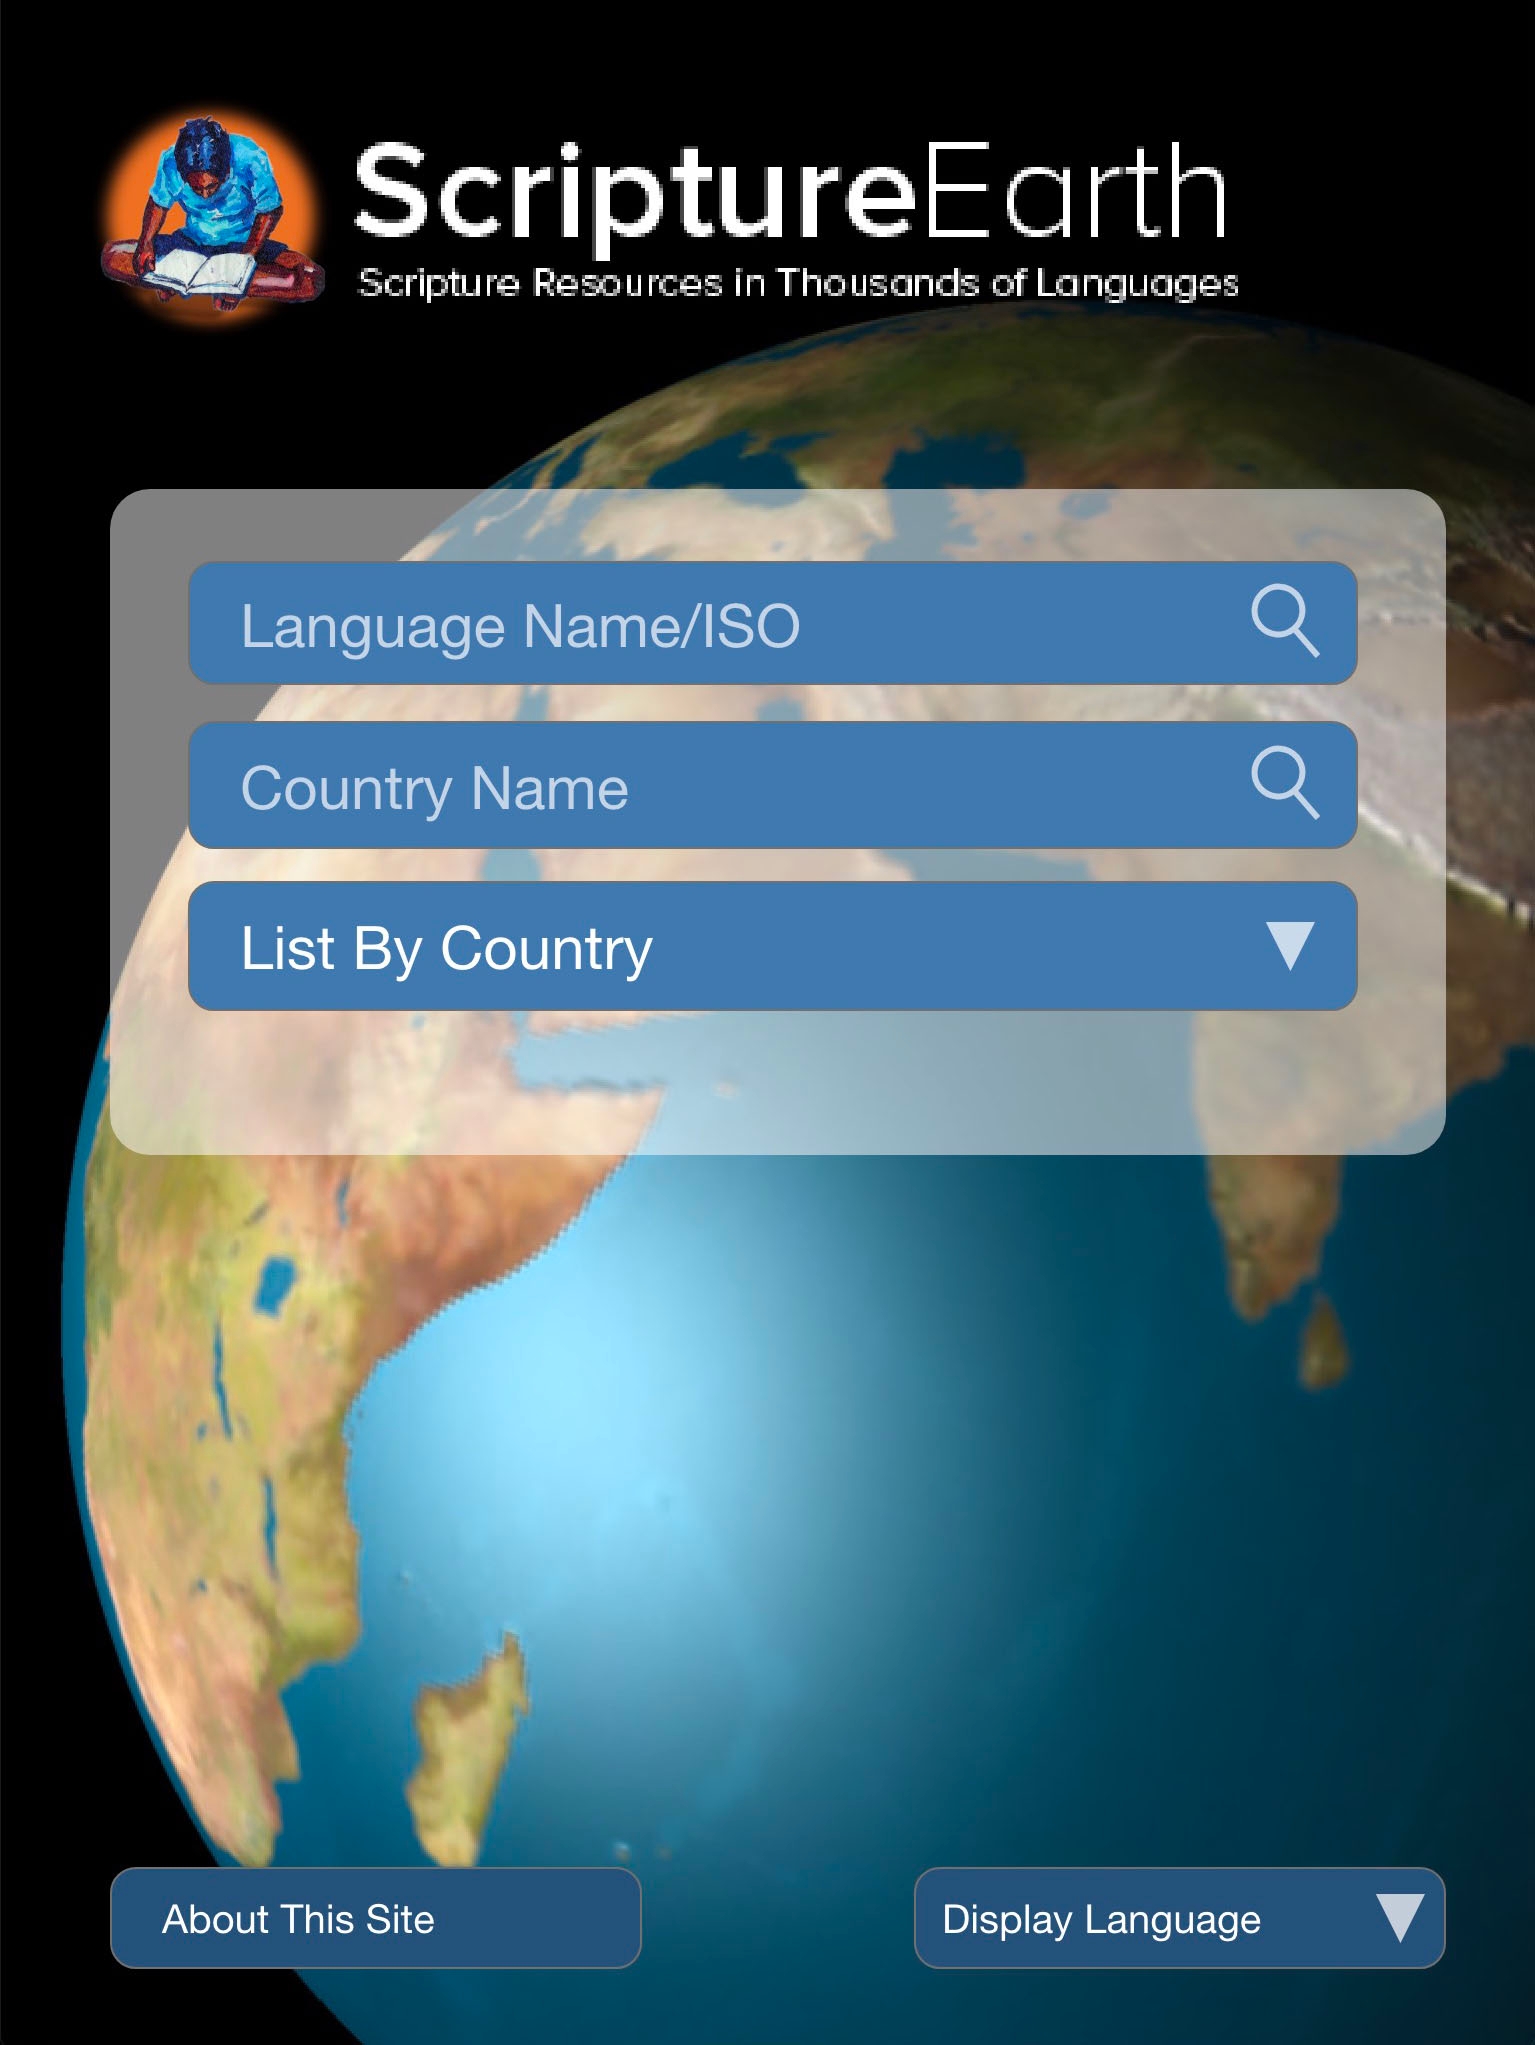 ScriptureEarth
Scripture Resources in Thousands of Languages
Language Name/ISO
Country Name
List By Country
About This Site
Display Language